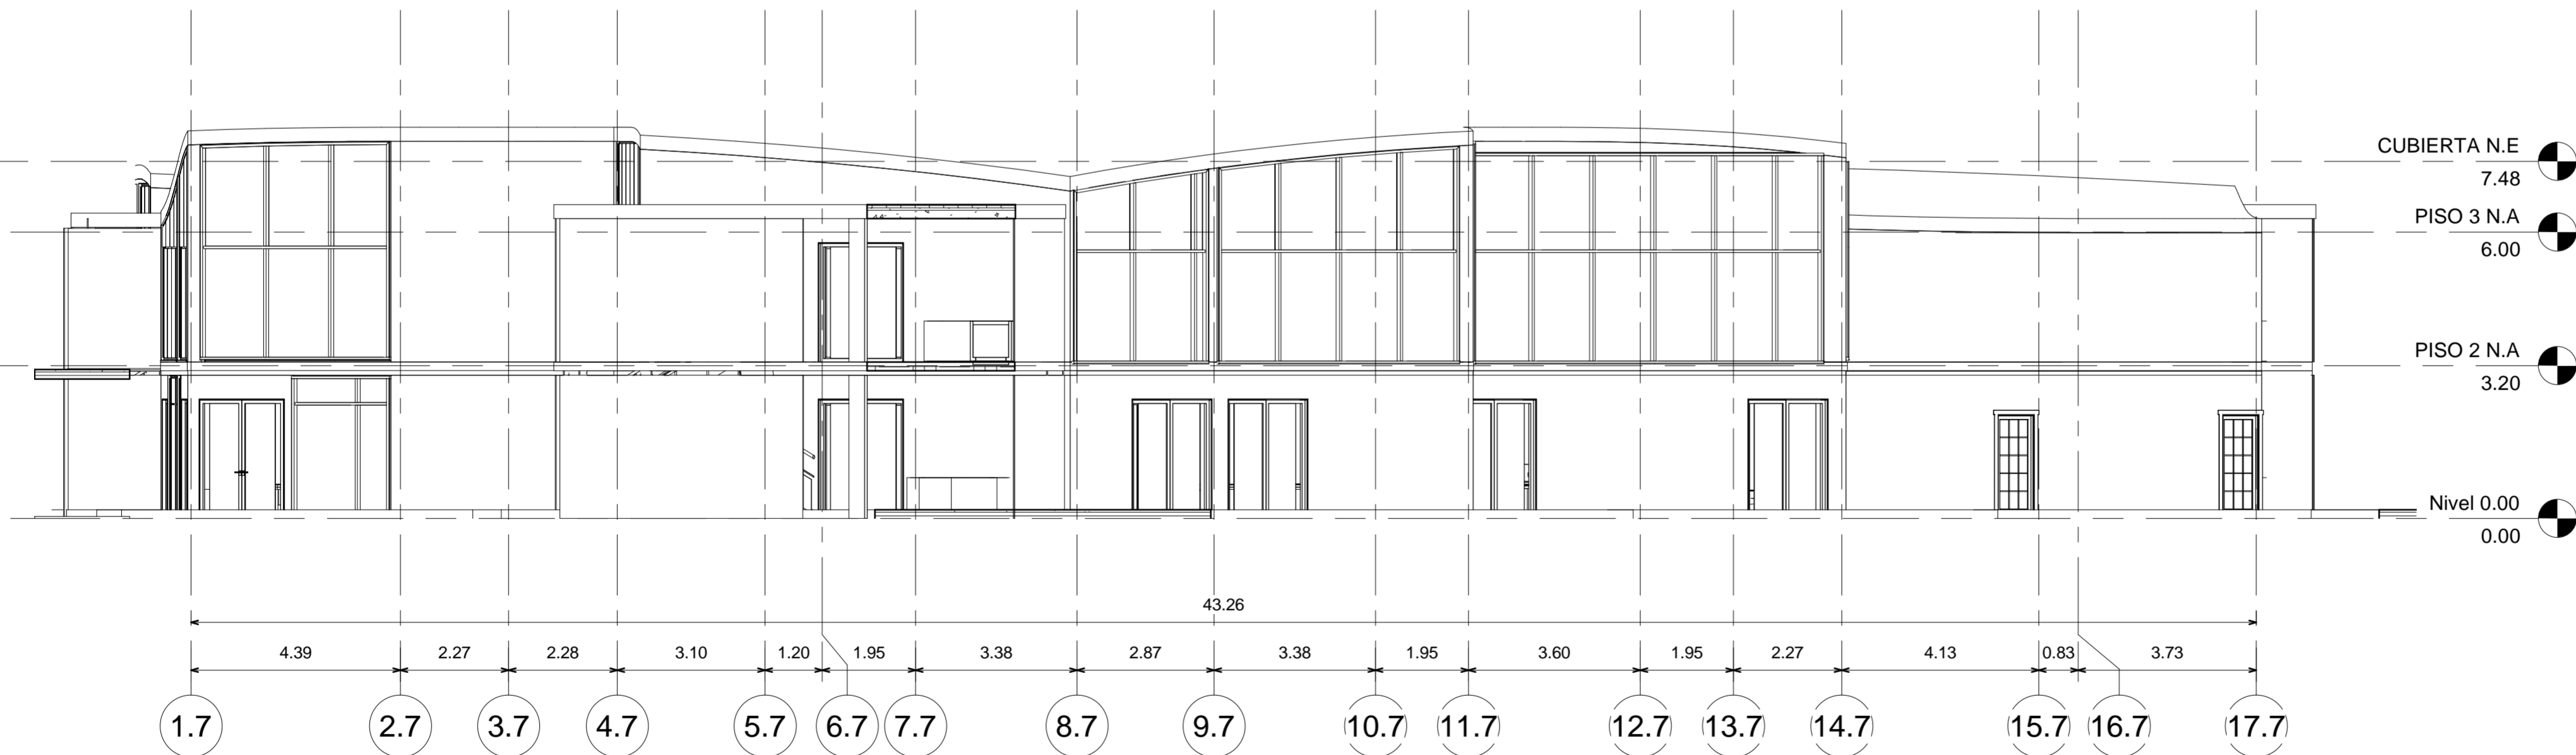 CUBIERTA N.E
7.48
PISO 3 N.A
6.00
PISO 2 N.A
3.20
Nivel 0.00
0.00
43.26
4.39 2.27 2.28 3.10 1.20 1.95 3.38 2.87 3.38 1.95 3.60 1.95 2.27 4.13 0.83 3.73
1.7 2.7 3.7 4.7 5.7 6.7 7.7 8.7 9.7 10.7 11.7 12.7 13.7 14.7 15.7 16.7 17.7